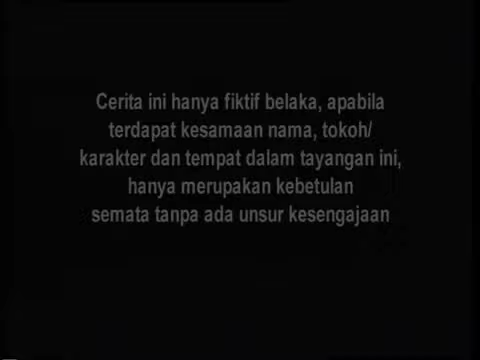 Cerita ini hanya fiktif belaka, apabila
terdapat kesamaan nama, tokoh/
karakter dan tempat dalam tayangan ini,
hanya merupakan kebetulan
semata tanpa ada unsur kesengajaan